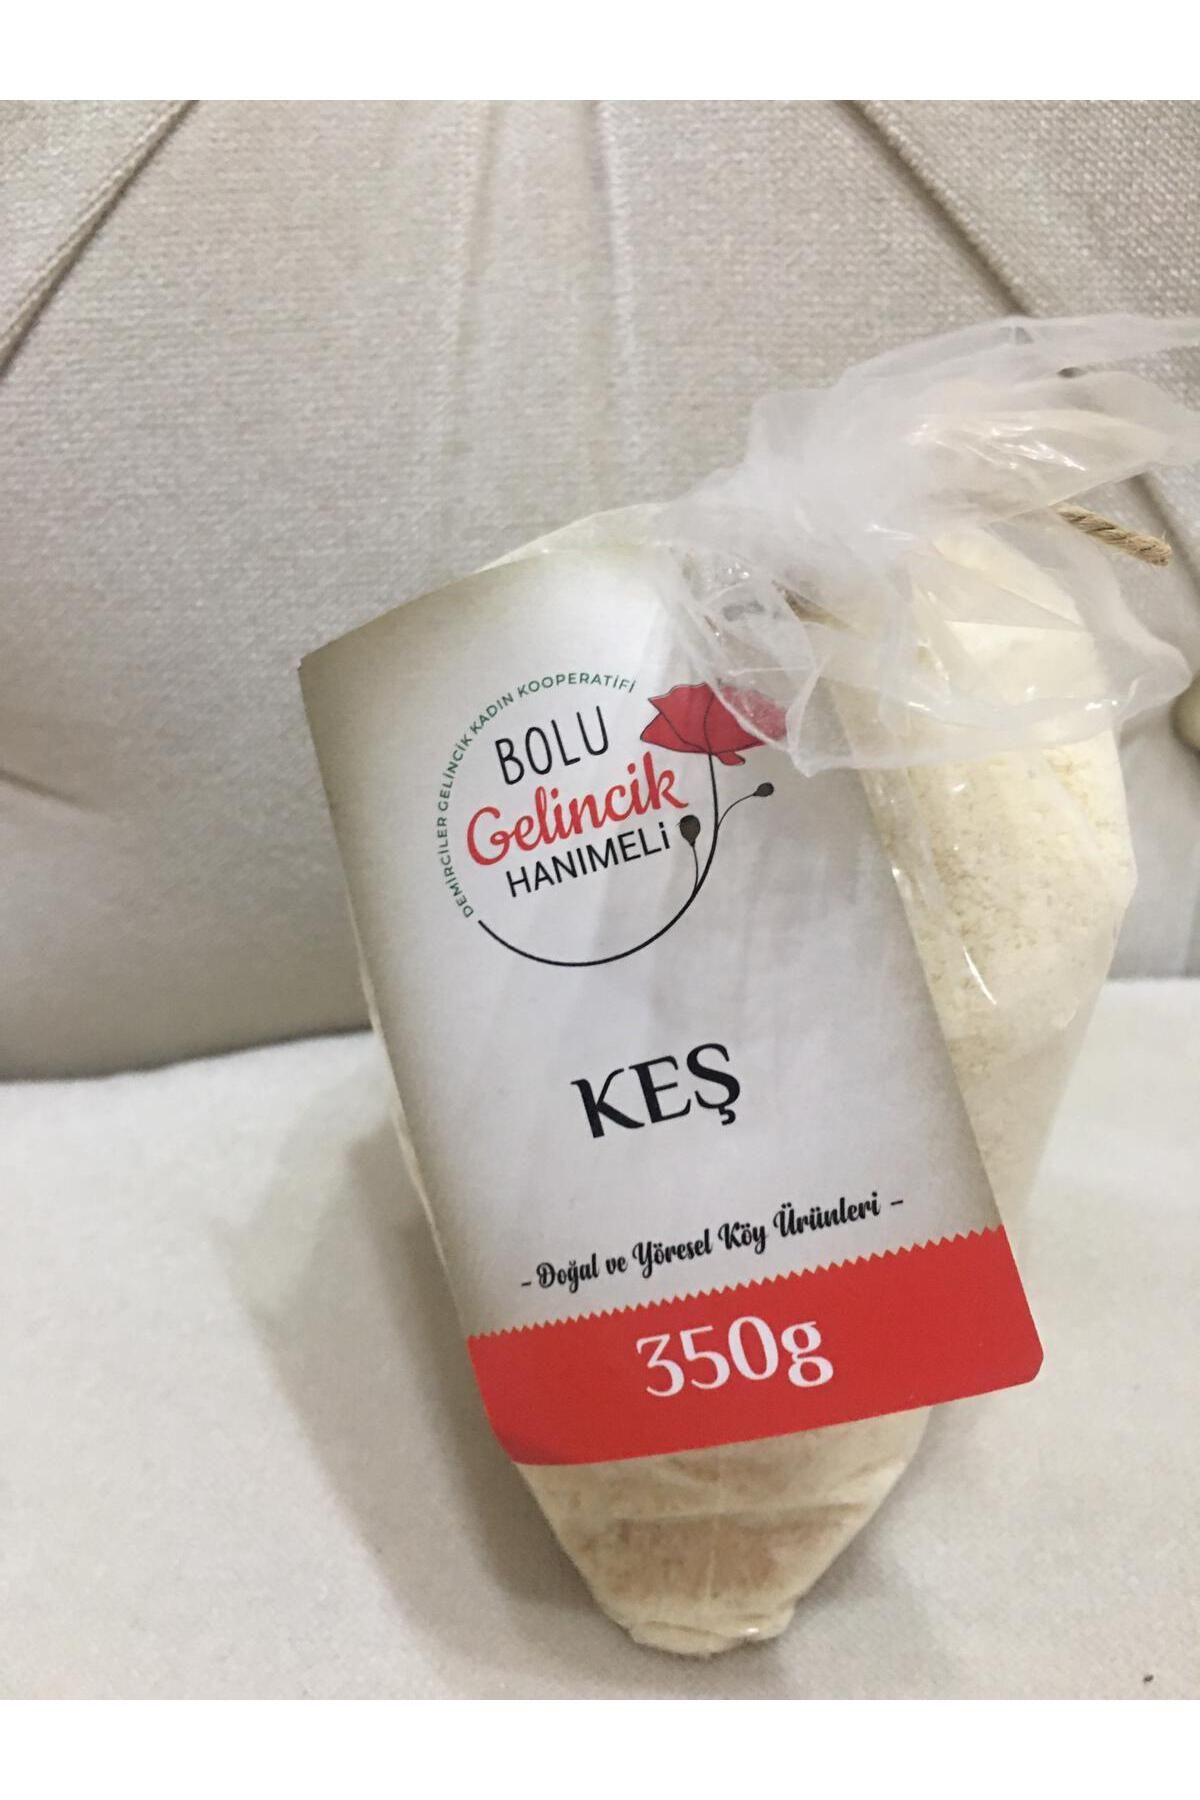 DEMİRCİLER GELİNCİK KADIN KOOPERATİFİ
BOLU
Gelincik
HANIMELİ
KEŞ
- Doğal ve Yöresel Köy Ürünleri -
350g